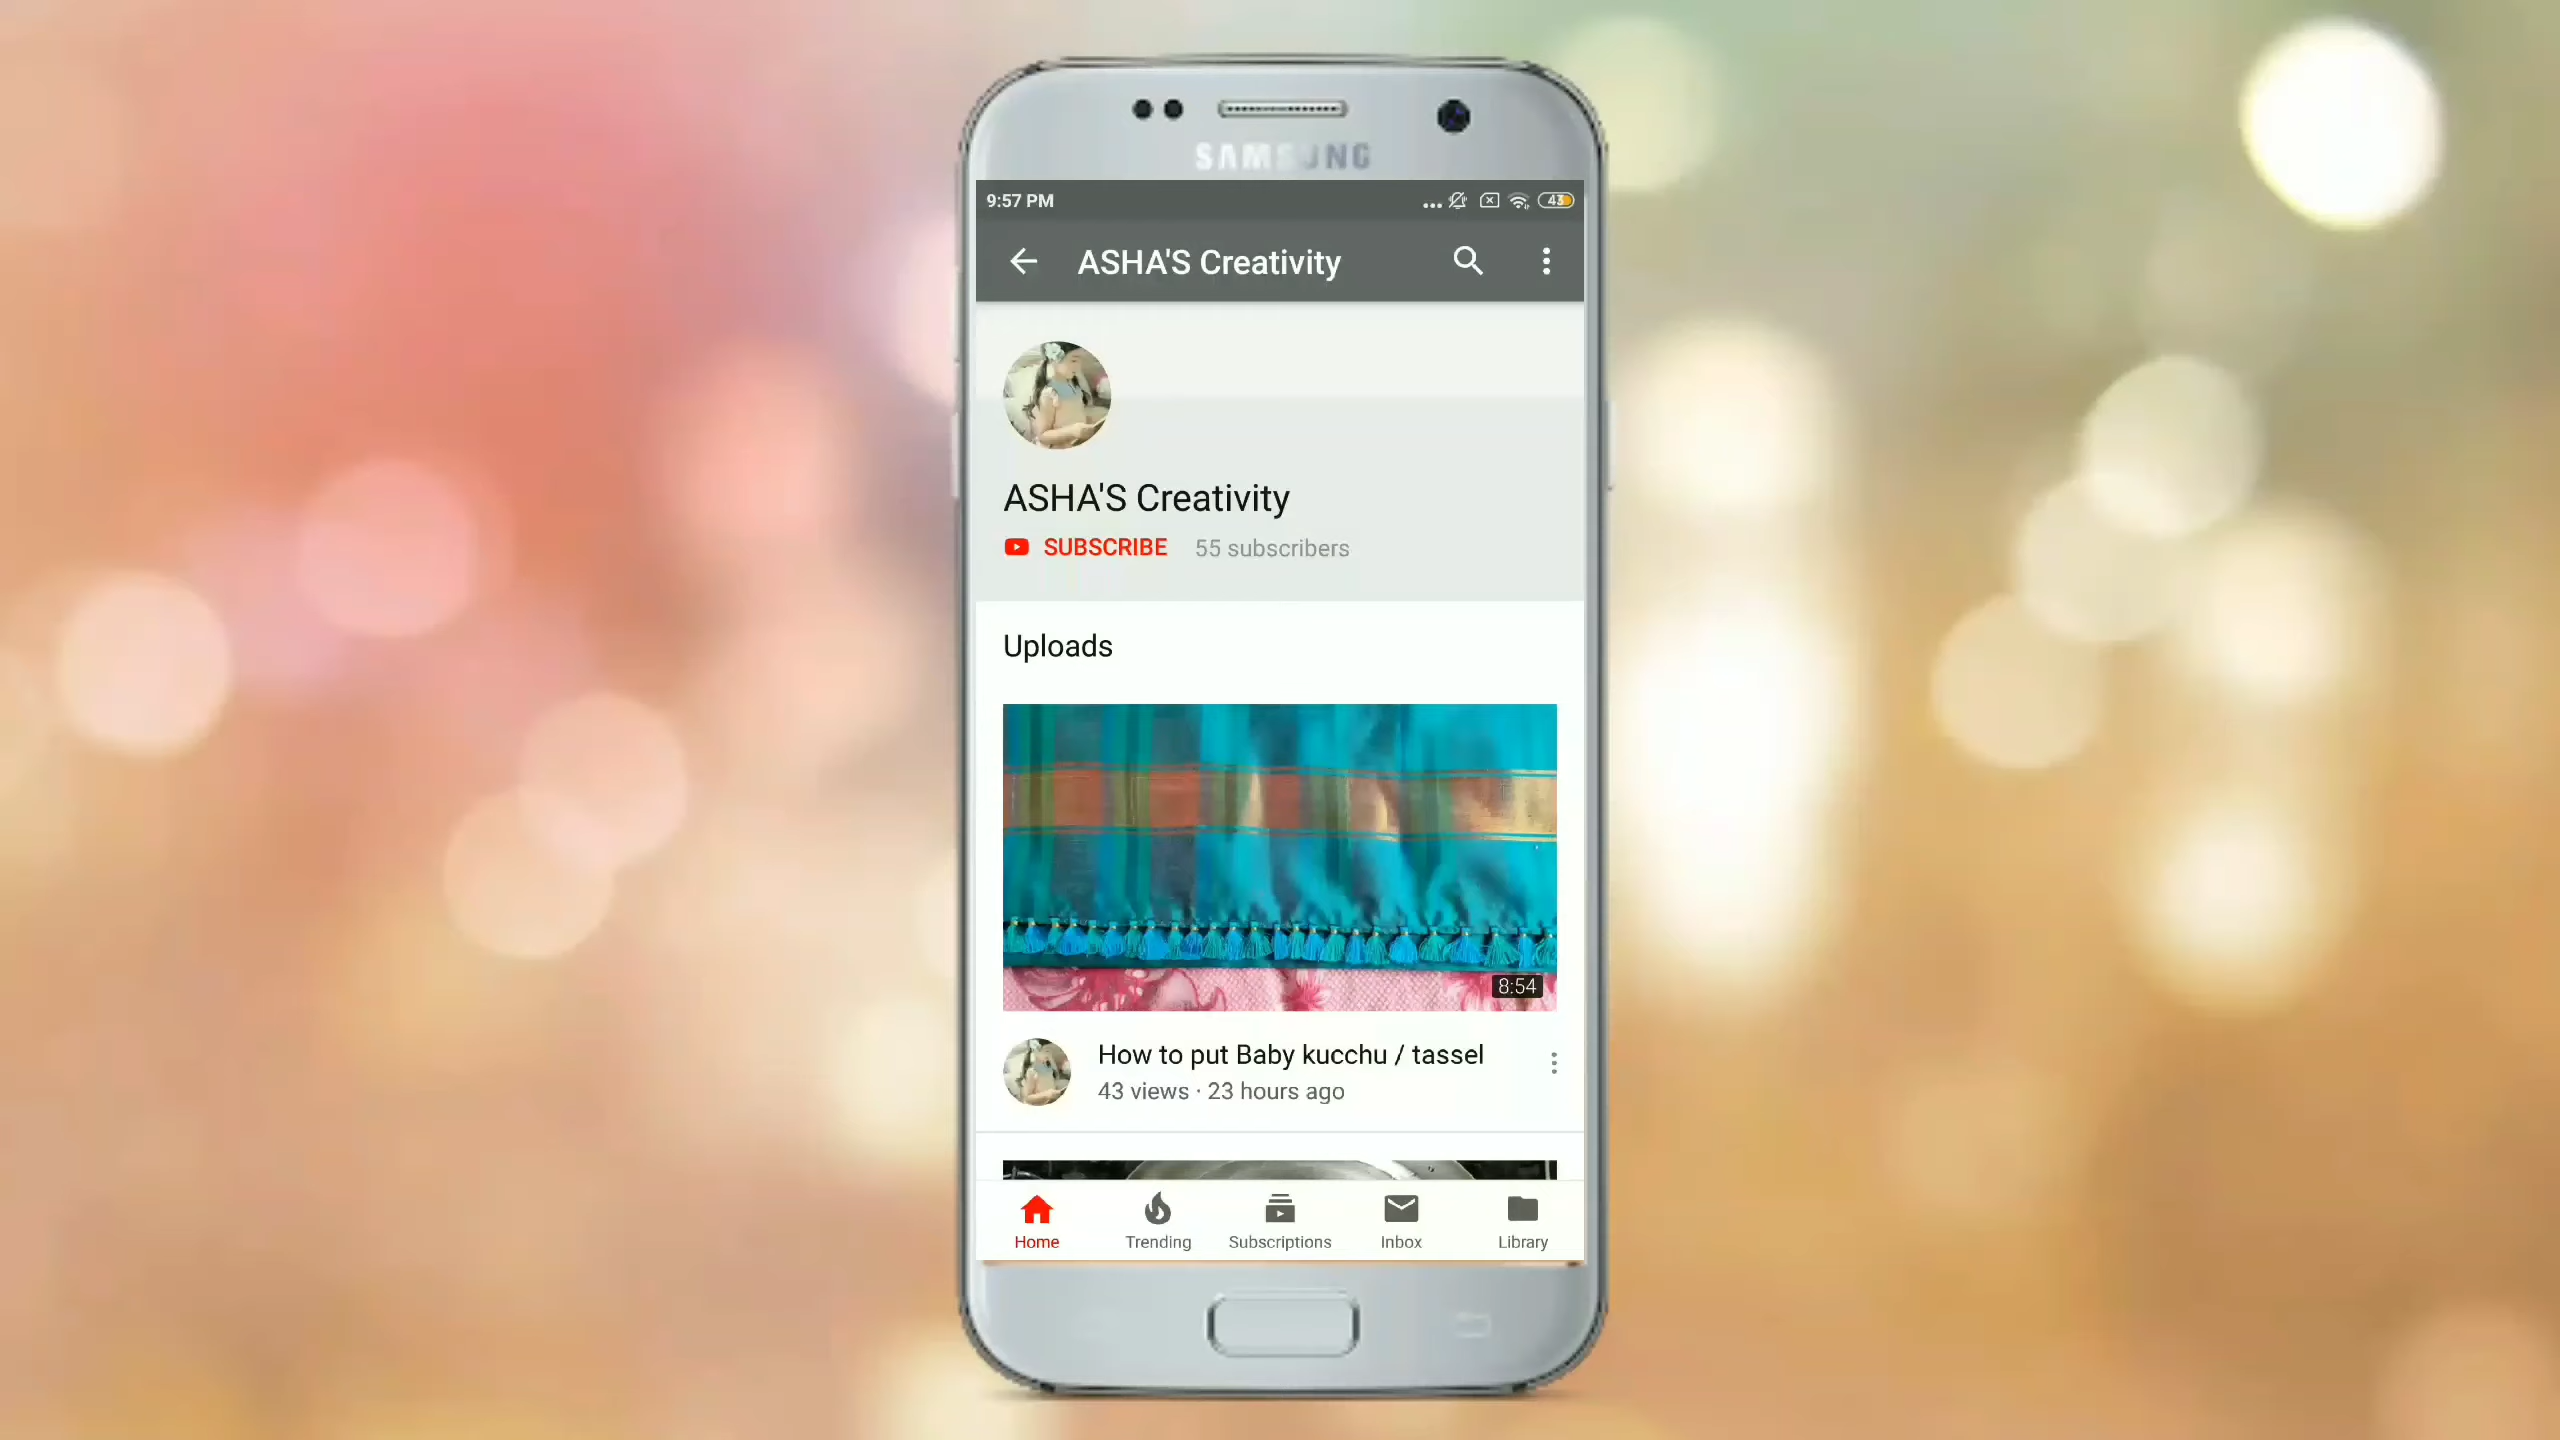 SAMSUNG
9:57 PM
43
ASHA'S Creativity
ASHA'S Creativity
SUBSCRIBE 55 subscribers
Uploads
8:54
How to put Baby kucchu / tassel
43 views · 23 hours ago
Home Trending Subscriptions Inbox Library